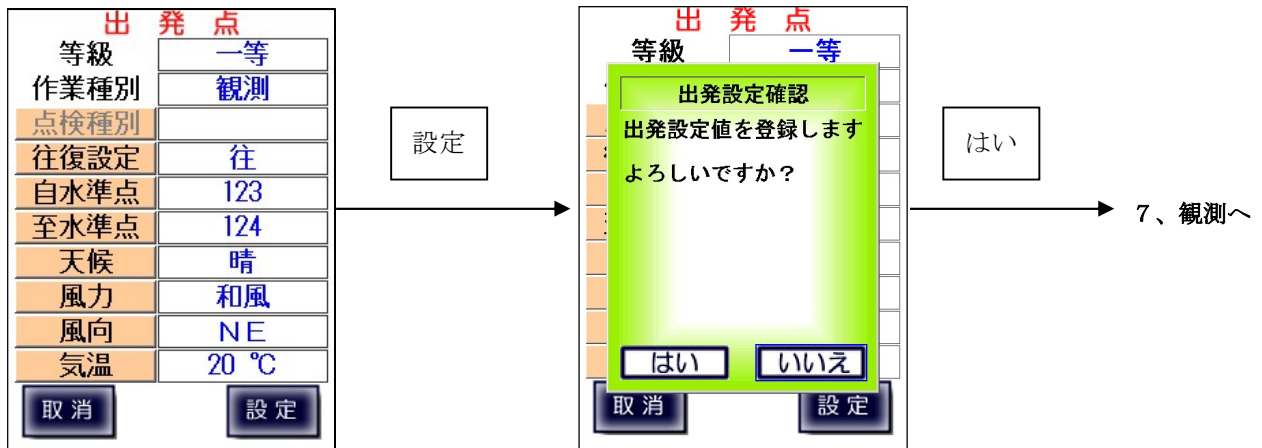 出 発 点
等級 一等
作業種別 観測
点検種別
往復設定 往
自水準点 123
至水準点 124
天候 晴
風力 和風
風向 ＮＥ
気温 20 ℃
取 消 設 定
設定
出 発 点
等級 一等
出発設定確認
出発設定値を登録します
よろしいですか？
はい いいえ
取 消 設 定
はい
７、観測へ